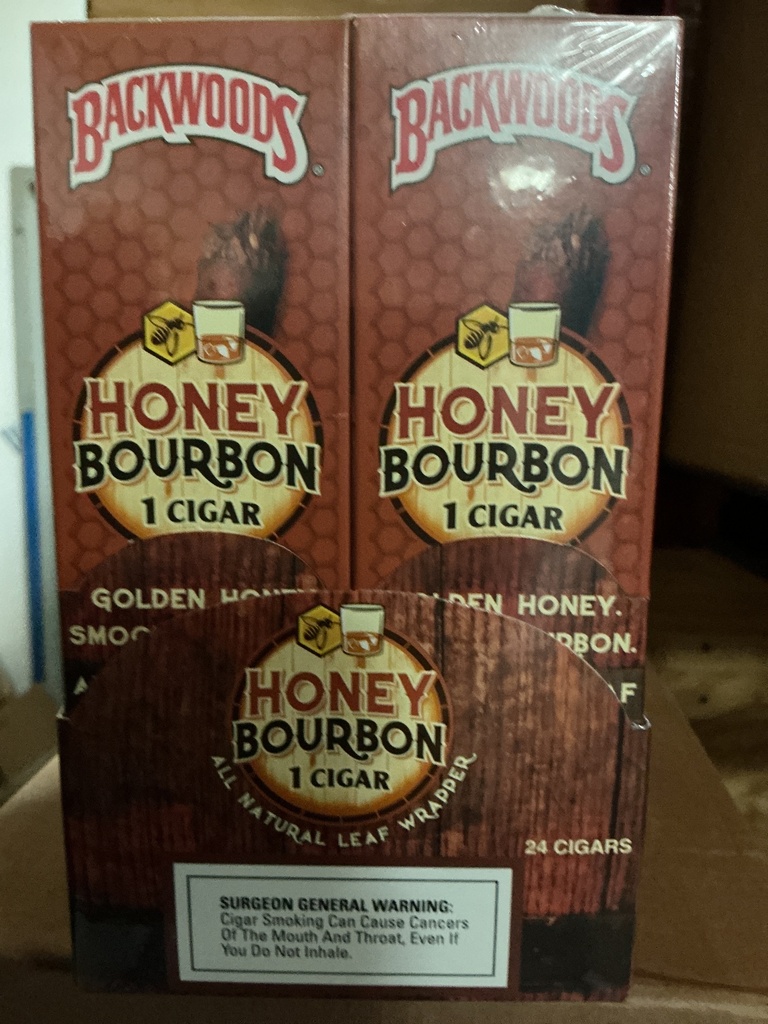 BACKWOODS
BACKWOODS
HONEY
BOURBON
1 CIGAR
HONEY
BOURBON
1 CIGAR
GOLDEN HONEY
HONEY.
HONEY
BOURBON
1 CIGAR
ALL NATURAL LEAF WRAPPER
24 CIGARS
SURGEON GENERAL WARNING:
Cigar Smoking Can Cause Cancers
Of The Mouth And Throat, Even If
You Do Not Inhale.